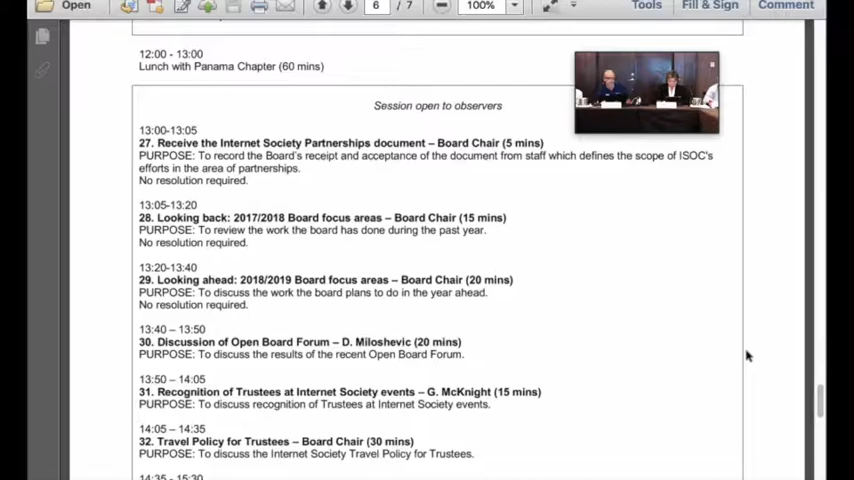 Open
6 / 7
100%
Tools
Fill & Sign
Comment
12:00 - 13:00
Lunch with Panama Chapter (60 mins)
Session open to observers
13:00-13:05
27. Receive the Internet Society Partnerships document – Board Chair (5 mins)
PURPOSE: To record the Board's receipt and acceptance of the document from staff which defines the scope of ISOC's
efforts in the area of partnerships.
No resolution required.
13:05-13:20
28. Looking back: 2017/2018 Board focus areas – Board Chair (15 mins)
PURPOSE: To review the work the board has done during the past year.
No resolution required.
13:20-13:40
29. Looking ahead: 2018/2019 Board focus areas – Board Chair (20 mins)
PURPOSE: To discuss the work the board plans to do in the year ahead.
No resolution required.
13:40 – 13:50
30. Discussion of Open Board Forum – D. Miloshevic (20 mins)
PURPOSE: To discuss the results of the recent Open Board Forum.
13:50 – 14:05
31. Recognition of Trustees at Internet Society events – G. McKnight (15 mins)
PURPOSE: To discuss recognition of Trustees at Internet Society events.
14:05 – 14:35
32. Travel Policy for Trustees – Board Chair (30 mins)
PURPOSE: To discuss the Internet Society Travel Policy for Trustees.
14:35 - 15:30